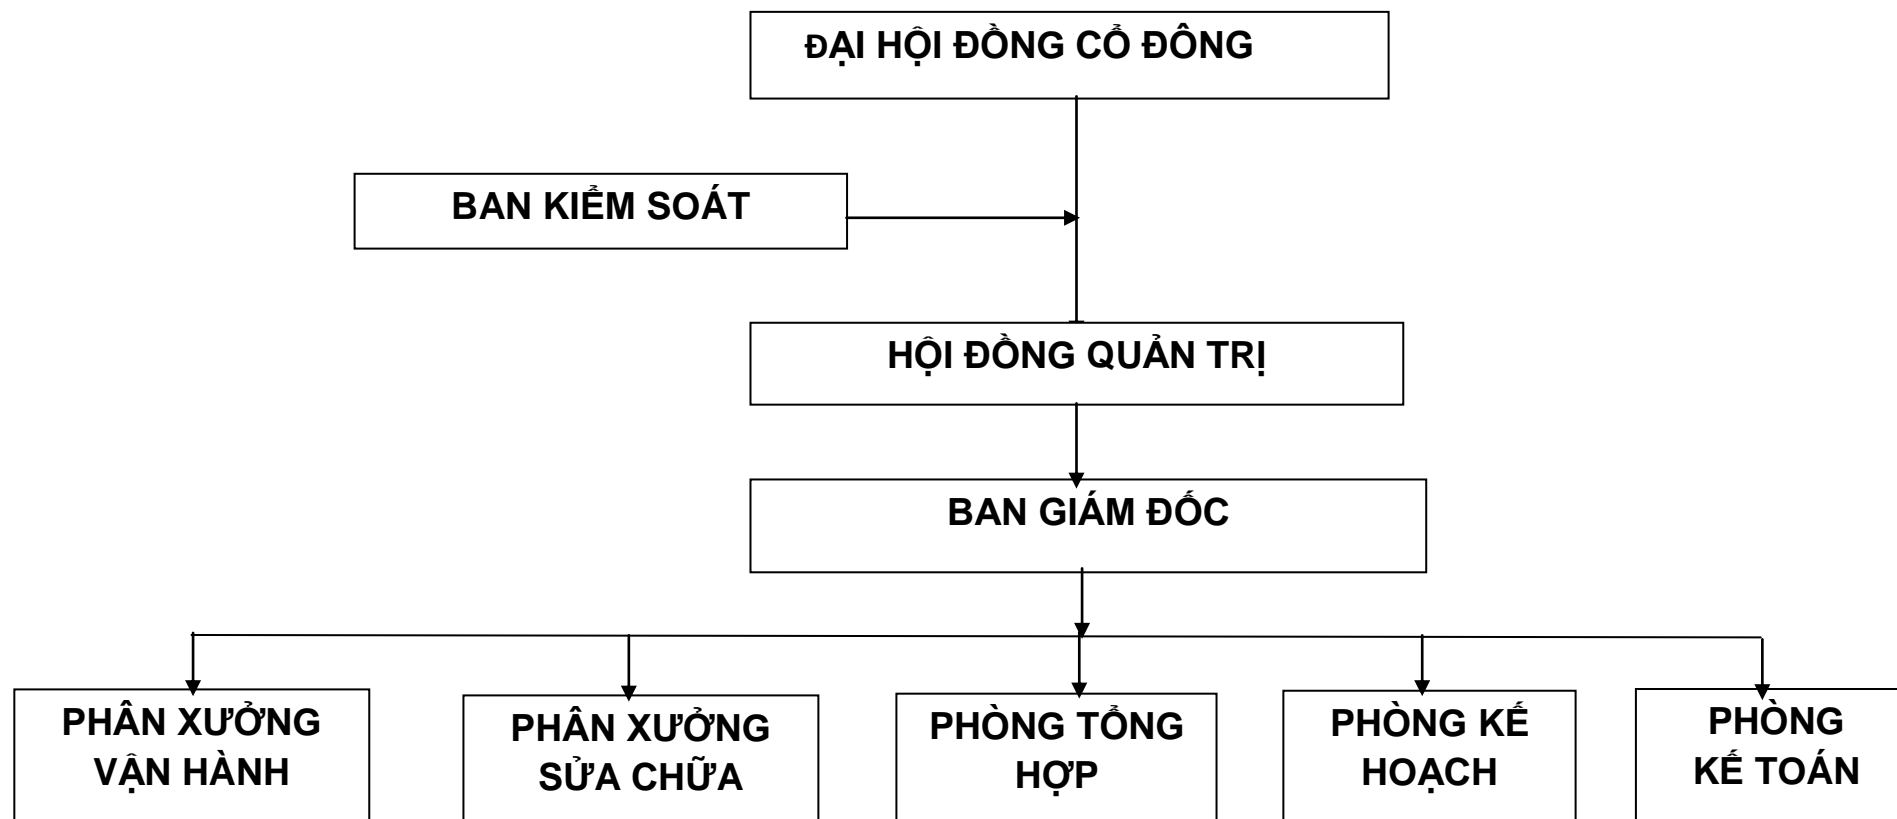 ĐẠI HỘI ĐỒNG CỔ ĐÔNG
BAN KIỂM SOÁT
HỘI ĐỒNG QUẢN TRỊ
BAN GIÁM ĐỐC
PHÂN XƯỞNG
VẬN HÀNH
PHÂN XƯỞNG
SỬA CHỮA
PHÒNG TỔNG
HỢP
PHÒNG KẾ
HOẠCH
PHÒNG
KẾ TOÁN